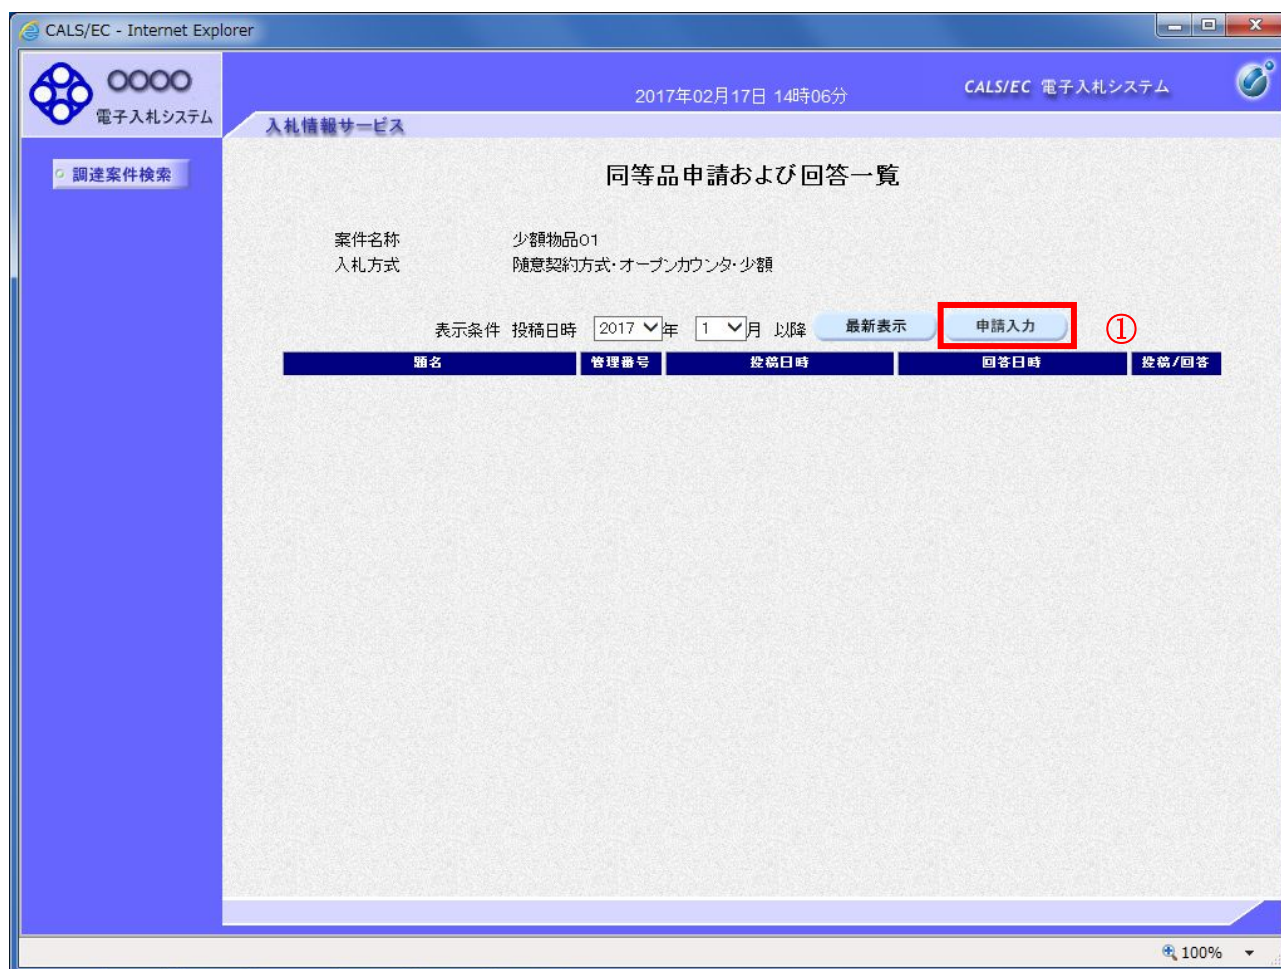 CALS/EC - Internet Explorer
〇〇〇〇
電子入札システム
2017年02月17日 14時06分
CALS/EC 電子入札システム
入札情報サービス
調達案件検索
同等品申請および回答一覧
案件名称 少額物品01
入札方式 随意契約方式・オープンカウンタ・少額
表示条件 投稿日時 2017 年 1 月 以降 最新表示 申請入力 ①
題名 管理番号 投稿日時 回答日時 投稿/回答
100%